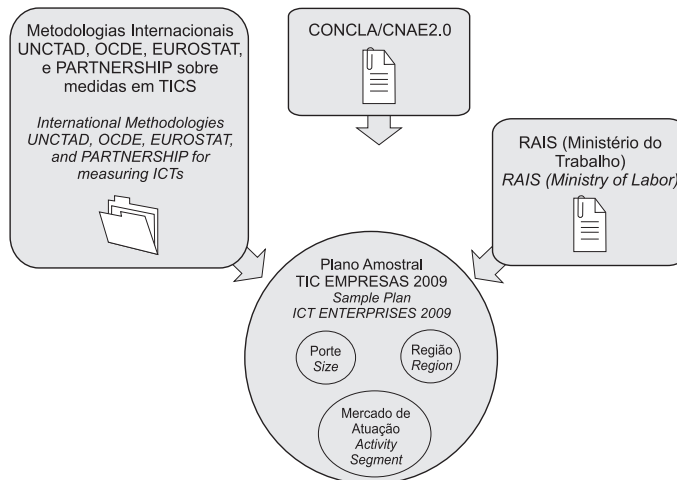 Metodologias Internacionais
UNCTAD, OCDE, EUROSTAT,
e PARTNERSHIP sobre
medidas em TICS
International Methodologies
UNCTAD, OCDE, EUROSTAT,
and PARTNERSHIP for
measuring ICTs
CONCLA/CNAE2.0
RAIS (Ministério do
Trabalho)
RAIS (Ministry of Labor)
Plano Amostral
TIC EMPRESAS 2009
Sample Plan
ICT ENTERPRISES 2009
Porte
Size
Região
Region
Mercado de
Atuação
Activity
Segment